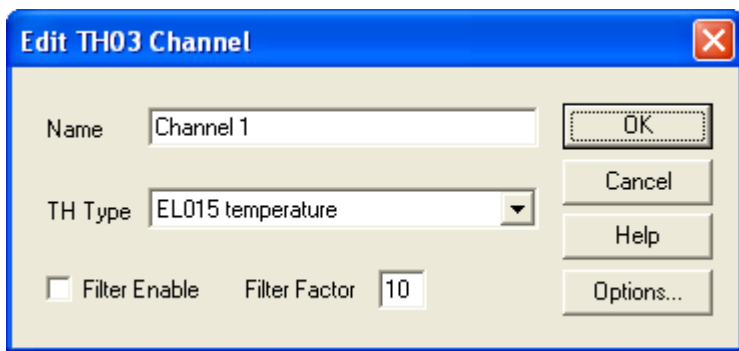 Edit TH03 Channel
Name Channel 1 OK
Cancel
TH Type EL015 temperature
Help
Filter Enable Filter Factor 10 Options...